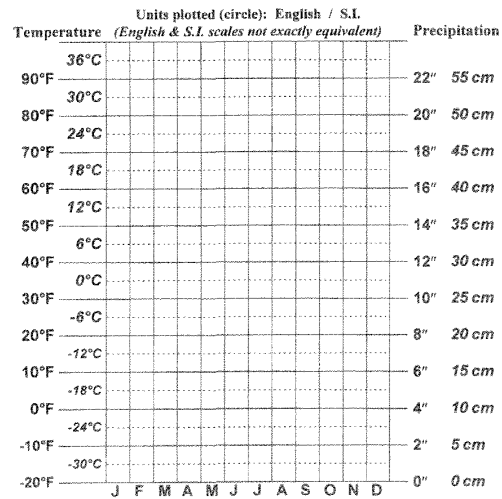 Units plotted (circle): English / S.I.
Temperature (English & S.I. scales not exactly equivalent) Precipitation
36°C
90°F 22" 55 cm
30°C
80°F 20" 50 cm
24°C
70°F 18" 45 cm
18°C
60°F 16" 40 cm
12°C
50°F 14" 35 cm
6°C
40°F 12" 30 cm
0°C
30°F 10" 25 cm
-6°C
20°F 8" 20 cm
-12°C
10°F 6" 15 cm
-18°C
0°F 4" 10 cm
-24°C
-10°F 2" 5 cm
-30°C
-20°F 0" 0 cm
J F M A M J J A S O N D